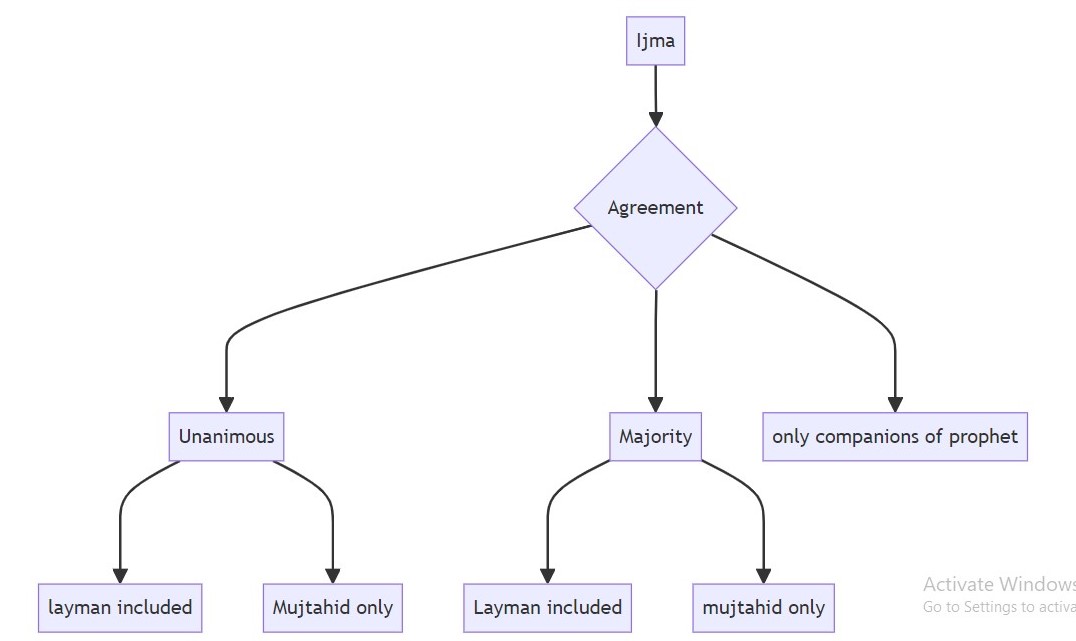 Ijma
Agreement
Unanimous
Majority
only companions of prophet
layman included
Mujtahid only
Layman included
mujtahid only
Activate Windows
Go to Settings to activa